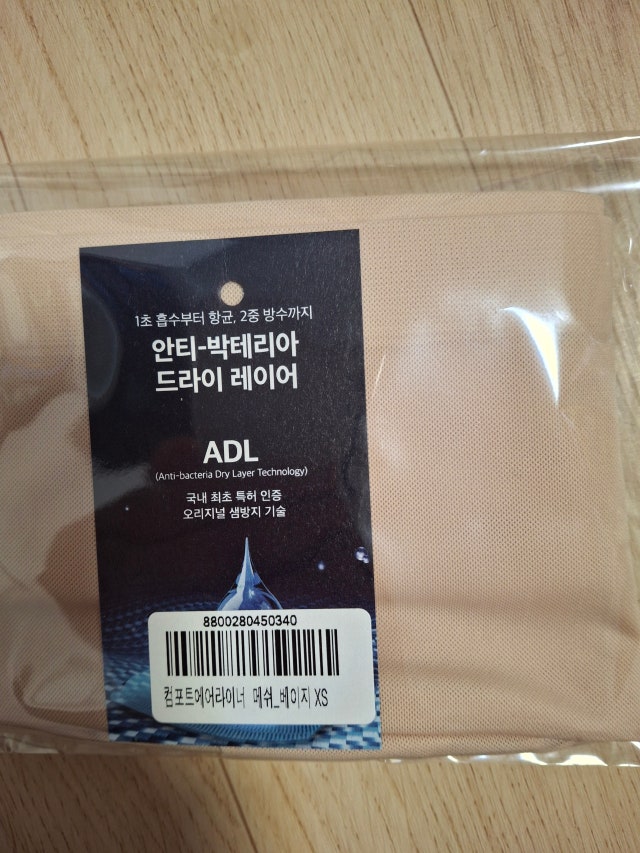 1초 흡수부터 항균, 2중 방수까지
안티-박테리아
드라이 레이어
ADL
(Anti-bacteria Dry Layer Technology)
국내 최초 특허 인증
오리지널 샘방지 기술
8800280450340
컴포트에어라이너 메쉬_베이지 XS